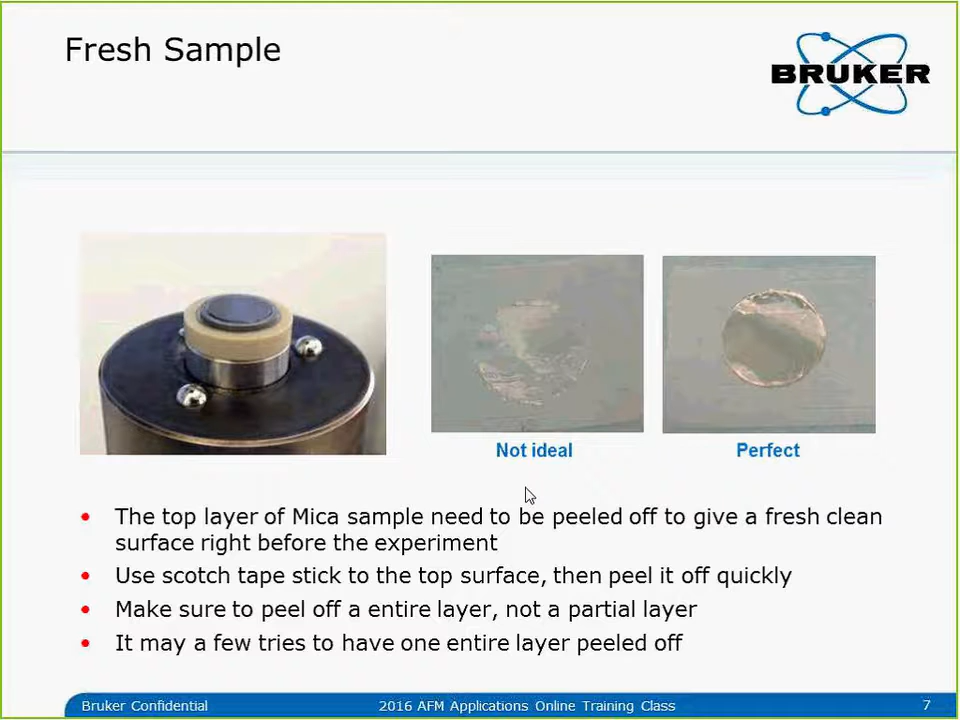 Fresh Sample
BRUKER
Not ideal
Perfect
• The top layer of Mica sample need to be peeled off to give a fresh clean
surface right before the experiment
• Use scotch tape stick to the top surface, then peel it off quickly
• Make sure to peel off a entire layer, not a partial layer
• It may a few tries to have one entire layer peeled off
Bruker Confidential
2016 AFM Applications Online Training Class
7